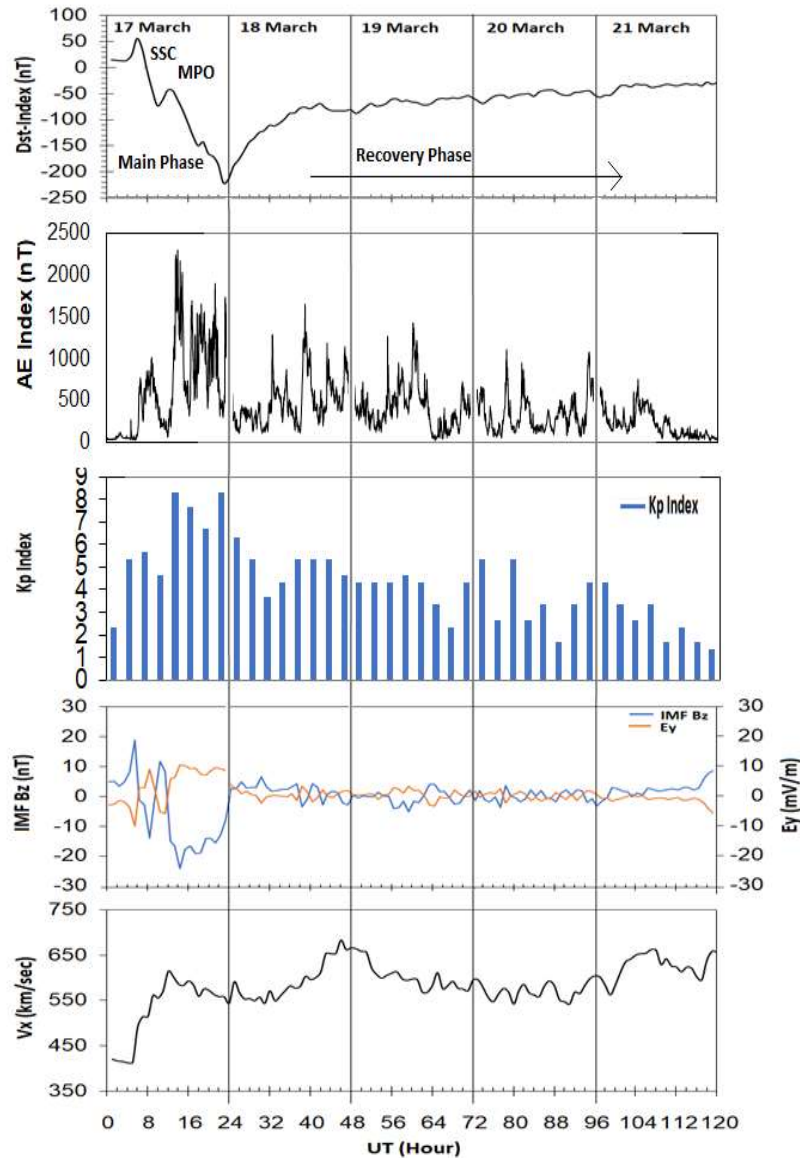 17 March 18 March 19 March 20 March 21 March
SSC
MPO
Main Phase
Recovery Phase
Dst-Index (nT)
100
50
0
-50
-100
-150
-200
-250
AE Index (nT)
2500
2000
1500
1000
500
0
Kp Index
9
8
7
6
5
4
3
2
1
0
Kp Index
IMF Bz (nT)
30
20
10
0
-10
-20
-30
IMF Bz
Ey
30
20
10
0
-10
-20
-30
Ey (mV/m)
Vx (km/sec)
750
650
550
450
350
0 8 16 24 32 40 48 56 64 72 80 88 96 104 112 120
UT (Hour)